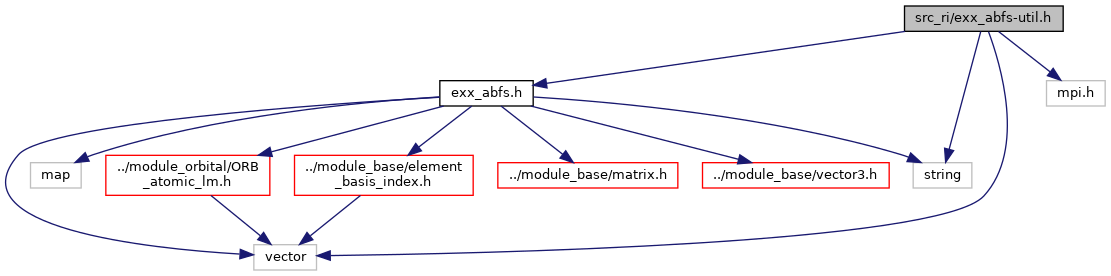 src_ri/exx_abfs-util.h
exx_abfs.h
mpi.h
map
../module_orbital/ORB
_atomic_lm.h
../module_base/element
_basis_index.h
../module_base/matrix.h
../module_base/vector3.h
string
vector